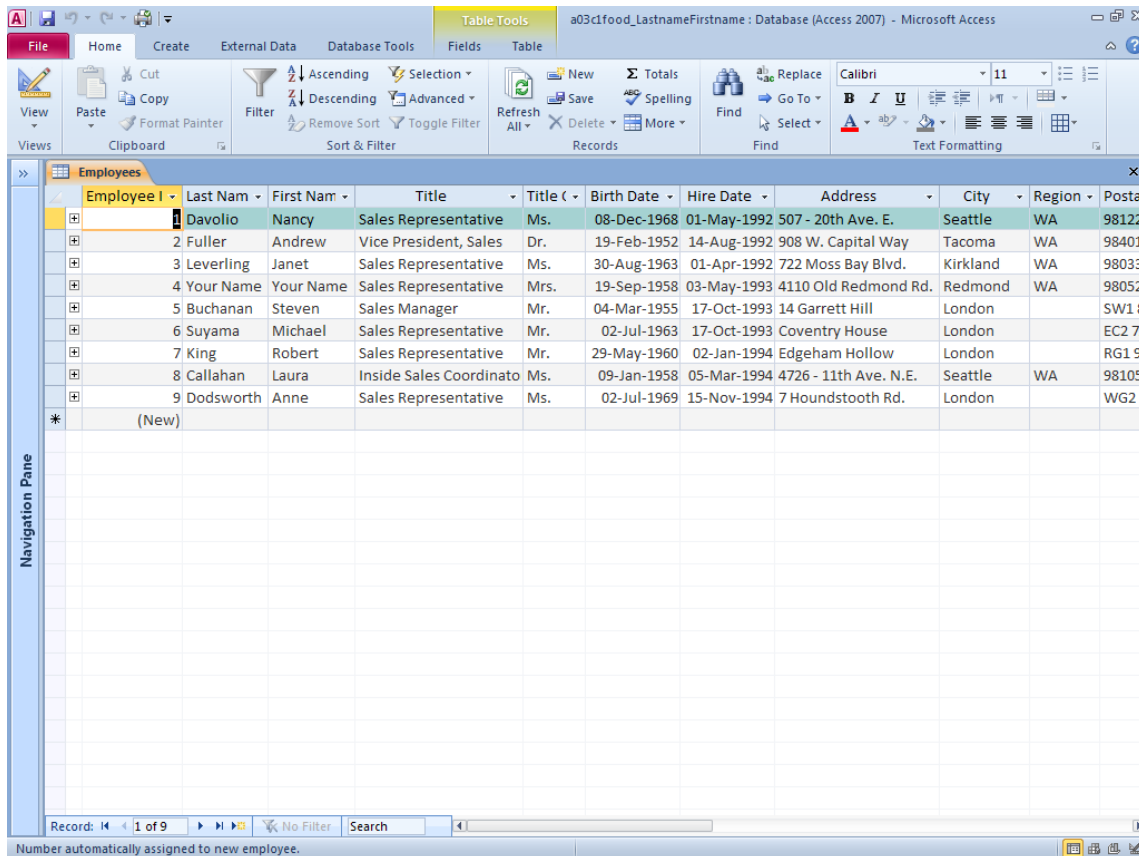 Table Tools a03c1food_LastnameFirstname : Database (Access 2007) - Microsoft Access
File Home Create External Data Database Tools Fields Table
Cut Ascending Selection New Totals Replace Calibri 11
Copy Descending Advanced Save Spelling Go To B I U
View Paste Format Painter Filter Remove Sort Toggle Filter Refresh All Delete More Find Select A
Views Clipboard Sort & Filter Records Find Text Formatting
Employees
Employee I Last Nam First Nam Title Title ( Birth Date Hire Date Address City Region Posta
1 Davolio Nancy Sales Representative Ms. 08-Dec-1968 01-May-1992 507 - 20th Ave. E. Seattle WA 98122
2 Fuller Andrew Vice President, Sales Dr. 19-Feb-1952 14-Aug-1992 908 W. Capital Way Tacoma WA 98401
3 Leverling Janet Sales Representative Ms. 30-Aug-1963 01-Apr-1992 722 Moss Bay Blvd. Kirkland WA 98033
4 Your Name Your Name Sales Representative Mrs. 19-Sep-1958 03-May-1993 4110 Old Redmond Rd. Redmond WA 98052
5 Buchanan Steven Sales Manager Mr. 04-Mar-1955 17-Oct-1993 14 Garrett Hill London SW1
6 Suyama Michael Sales Representative Mr. 02-Jul-1963 17-Oct-1993 Coventry House London EC2 7
7 King Robert Sales Representative Mr. 29-May-1960 02-Jan-1994 Edgeham Hollow London RG1 9
8 Callahan Laura Inside Sales Coordinato Ms. 09-Jan-1958 05-Mar-1994 4726 - 11th Ave. N.E. Seattle WA 98105
9 Dodsworth Anne Sales Representative Ms. 02-Jul-1969 15-Nov-1994 7 Houndstooth Rd. London WG2
(New)
Navigation Pane
Record: 1 of 9 No Filter Search
Number automatically assigned to new employee.